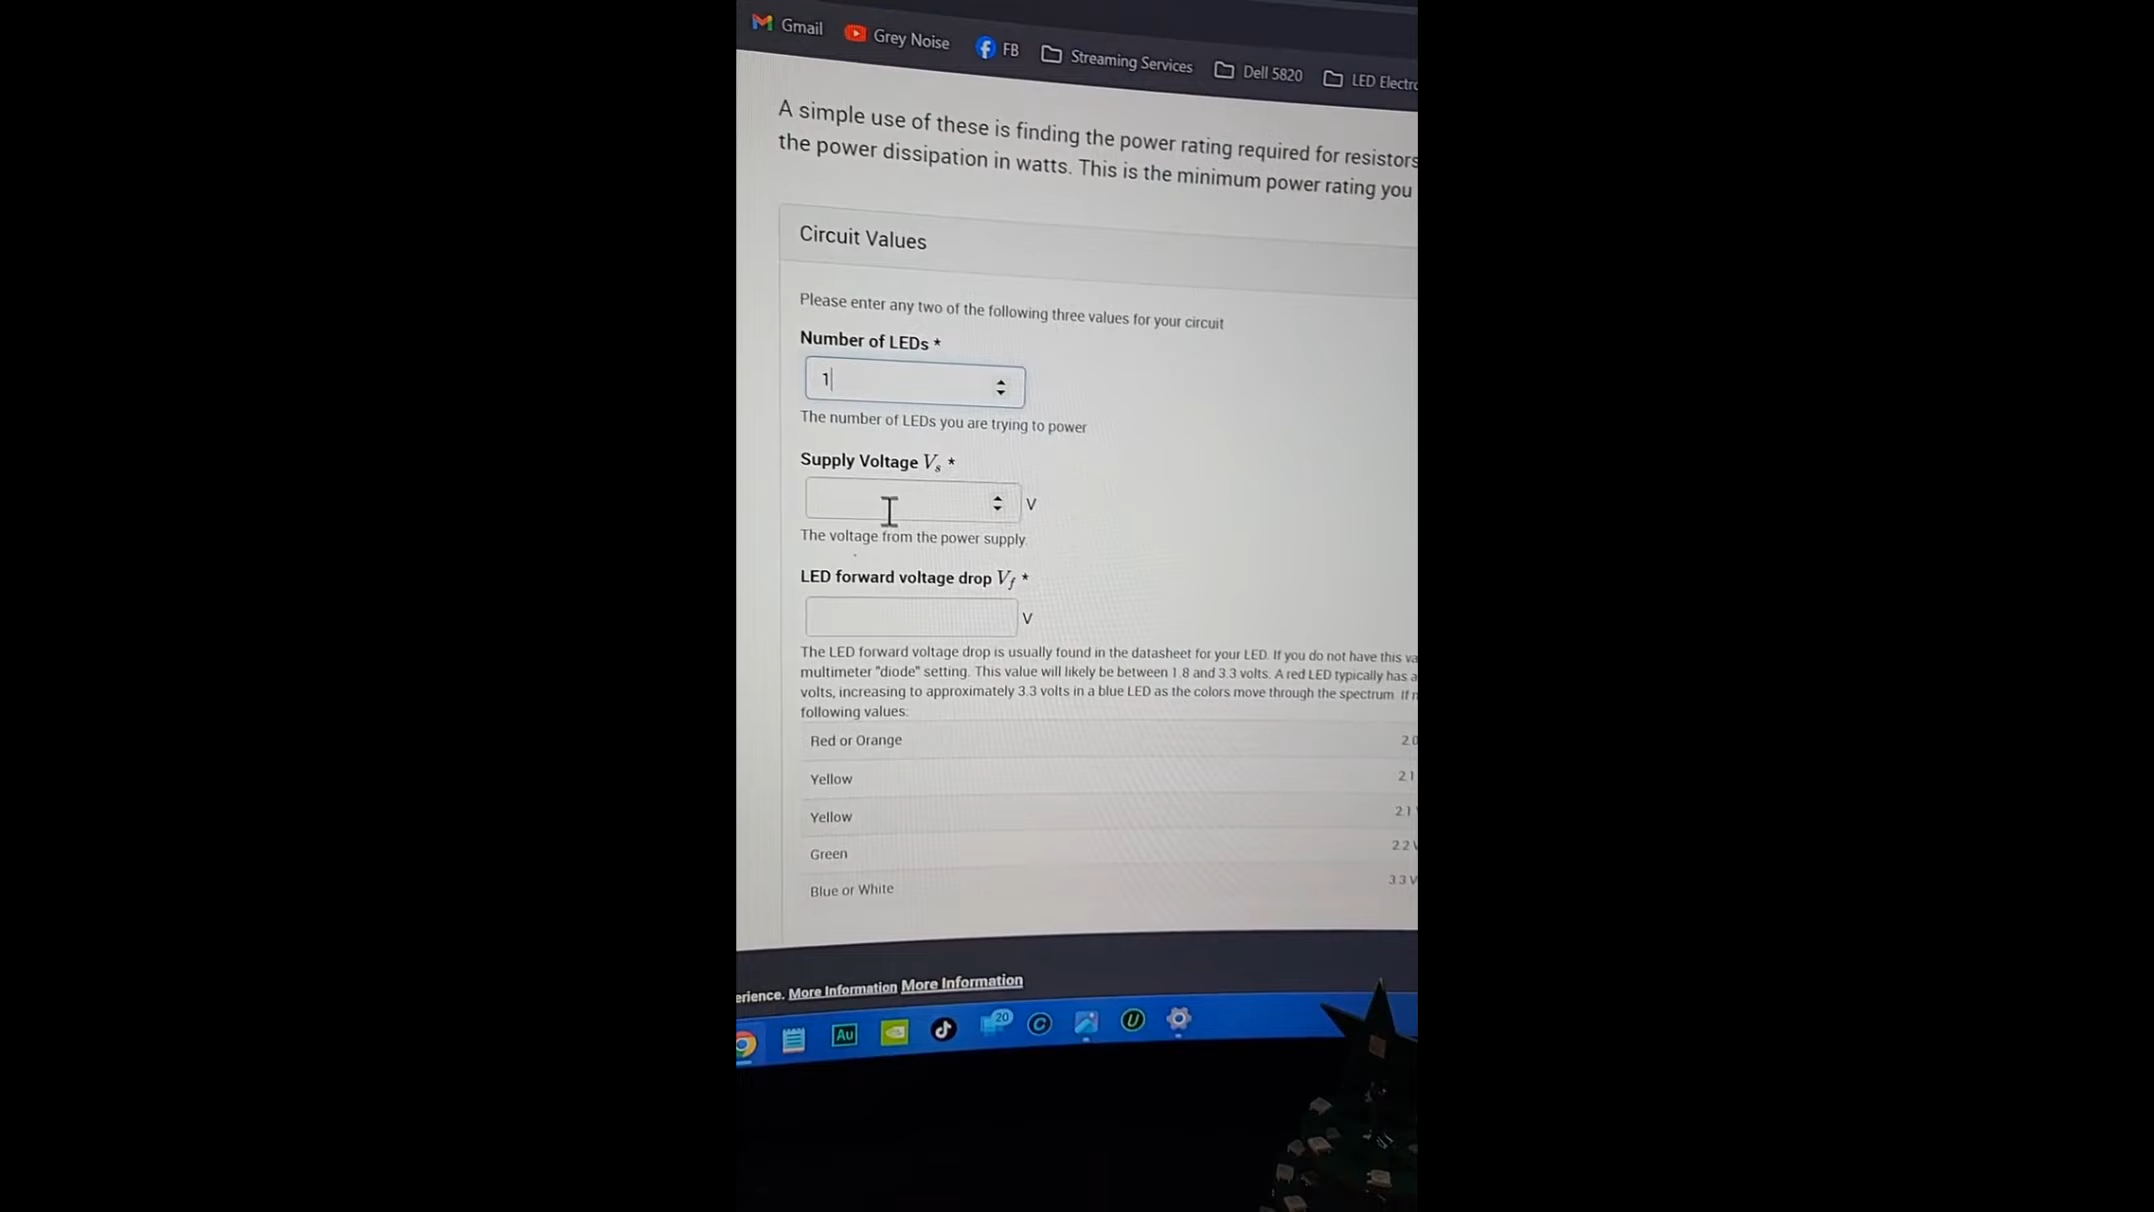 Gmail Grey Noise FB Streaming Services Dell 5820 LED Electro
A simple use of these is finding the power rating required for resistors
the power dissipation in watts. This is the minimum power rating you
Circuit Values
Please enter any two of the following three values for your circuit
Number of LEDs *
1
The number of LEDs you are trying to power
Supply Voltage Vs *
V
The voltage from the power supply
LED forward voltage drop Vf *
V
The LED forward voltage drop is usually found in the datasheet for your LED. If you do not have this va
multimeter "diode" setting. This value will likely be between 1.8 and 3.3 volts. A red LED typically has a
volts, increasing to approximately 3.3 volts in a blue LED as the colors move through the spectrum. If n
following values:
Red or Orange 2.0
Yellow 2.1
Yellow 2.1 V
Green 2.2 V
Blue or White 3.3 V
erience. More Information More Information
Au 20 C U